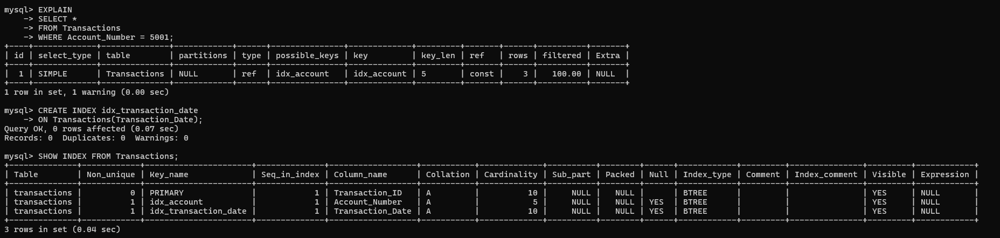 mysql> EXPLAIN
    -> SELECT *
    -> FROM Transactions
    -> WHERE Account_Number = 5001;
+----+-------------+--------------+------------+------+---------------+-------------+---------+-------+------+----------+-------+
| id | select_type | table        | partitions | type | possible_keys | key         | key_len | ref   | rows | filtered | Extra |
+----+-------------+--------------+------------+------+---------------+-------------+---------+-------+------+----------+-------+
|  1 | SIMPLE      | Transactions | NULL       | ref  | idx_account   | idx_account | 5       | const |    3 |   100.00 | NULL  |
+----+-------------+--------------+------------+------+---------------+-------------+---------+-------+------+----------+-------+
1 row in set, 1 warning (0.00 sec)

mysql> CREATE INDEX idx_transaction_date
    -> ON Transactions(Transaction_Date);
Query OK, 0 rows affected (0.07 sec)
Records: 0  Duplicates: 0  Warnings: 0

mysql> SHOW INDEX FROM Transactions;
+--------------+------------+----------------------+--------------+------------------+-----------+-------------+----------+--------+------+------------+---------+---------------+---------+------------+
| Table        | Non_unique | Key_name             | Seq_in_index | Column_name      | Collation | Cardinality | Sub_part | Packed | Null | Index_type | Comment | Index_comment | Visible | Expression |
+--------------+------------+----------------------+--------------+------------------+-----------+-------------+----------+--------+------+------------+---------+---------------+---------+------------+
| transactions |          0 | PRIMARY              |            1 | Transaction_ID   | A         |          10 |     NULL |   NULL |      | BTREE      |         |               | YES     | NULL       |
| transactions |          1 | idx_account          |            1 | Account_Number   | A         |           5 |     NULL |   NULL | YES  | BTREE      |         |               | YES     | NULL       |
| transactions |          1 | idx_transaction_date |            1 | Transaction_Date | A         |          10 |     NULL |   NULL | YES  | BTREE      |         |               | YES     | NULL       |
+--------------+------------+----------------------+--------------+------------------+-----------+-------------+----------+--------+------+------------+---------+---------------+---------+------------+
3 rows in set (0.04 sec)